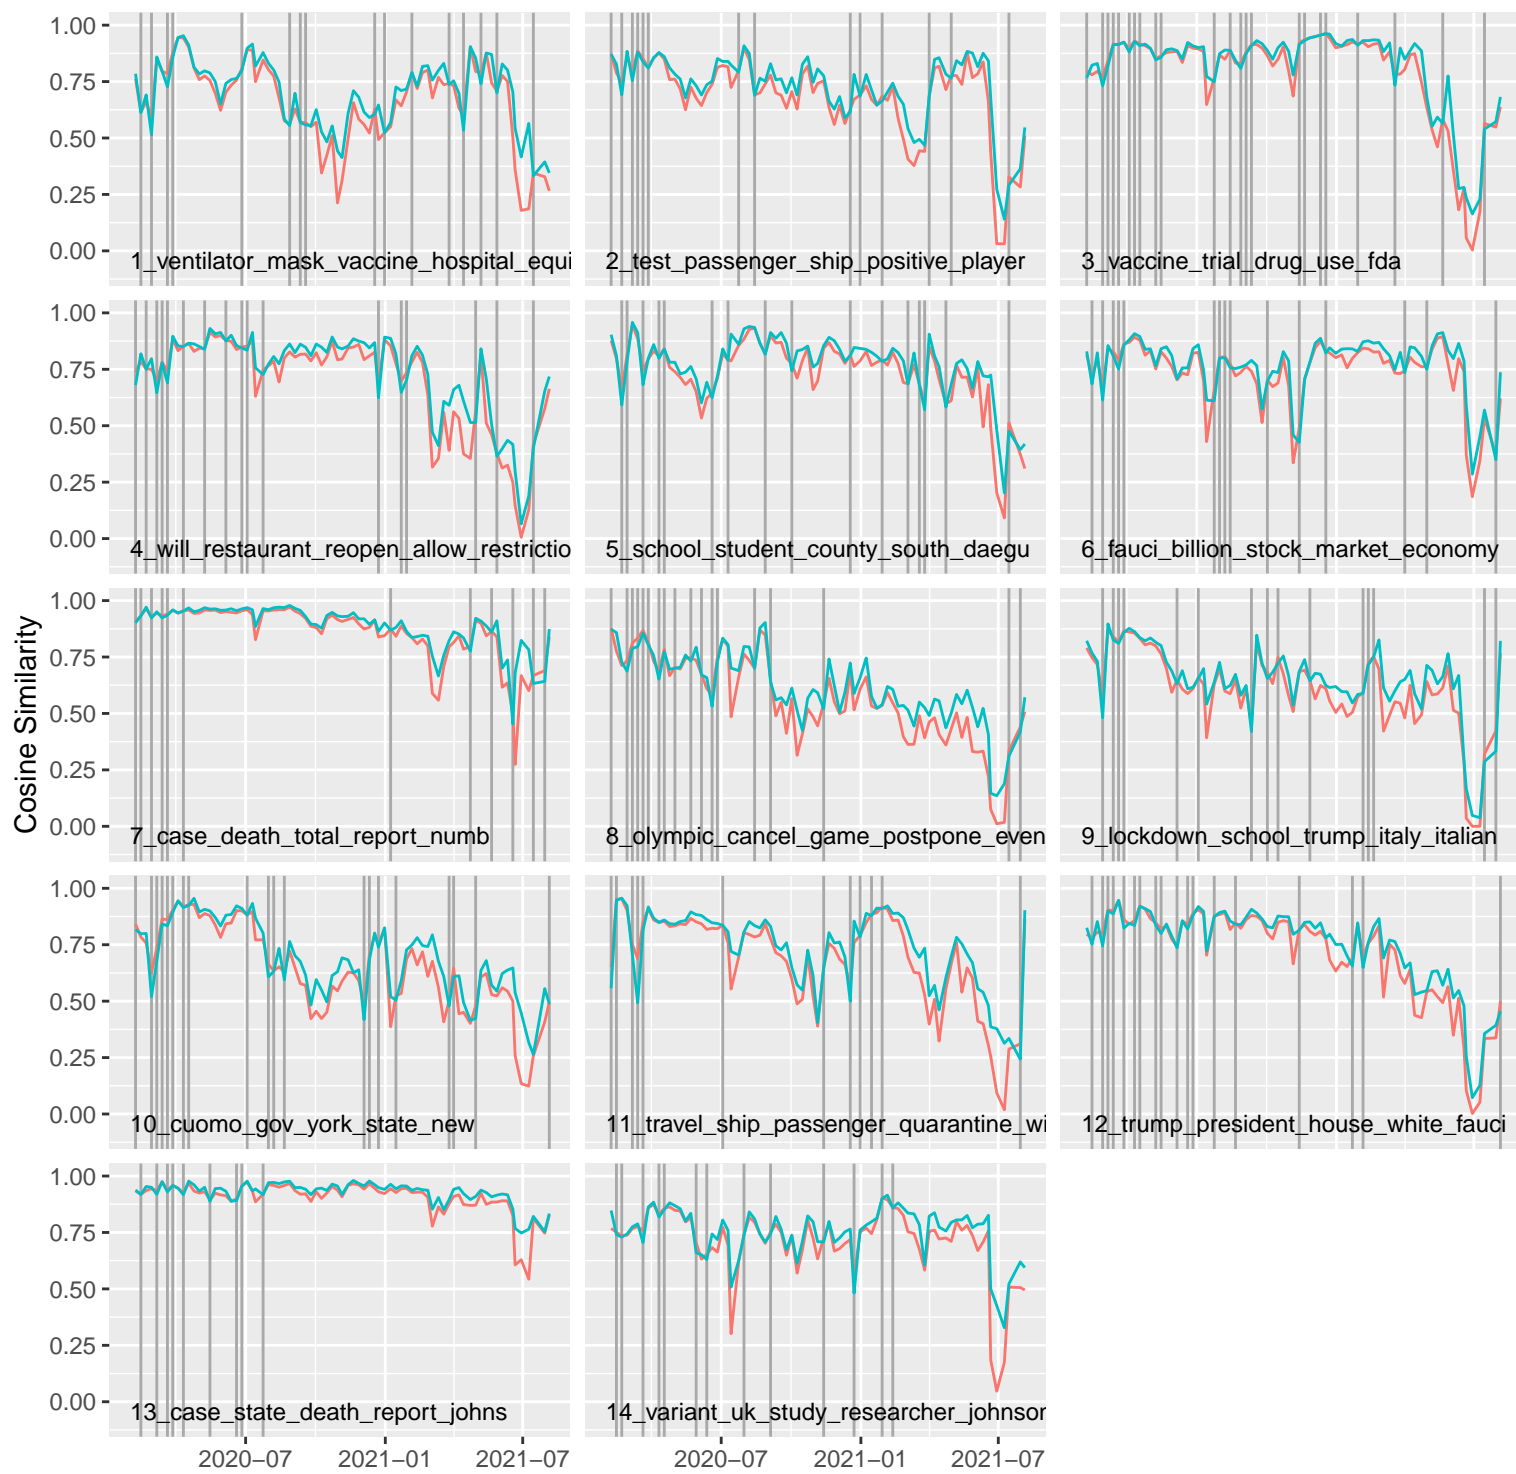 1.00
0.75
0.50
0.25
0.00
1_ventilator_mask_vaccine_hospital_equi
2_test_passenger_ship_positive_player
3_vaccine_trial_drug_use_fda
1.00
0.75
0.50
0.25
0.00
4_will_restaurant_reopen_allow_restrictio
5_school_student_county_south_daegu
6_fauci_billion_stock_market_economy
Cosine Similarity
1.00
0.75
0.50
0.25
0.00
7_case_death_total_report_numb
8_olympic_cancel_game_postpone_even
9_lockdown_school_trump_italy_italian
1.00
0.75
0.50
0.25
0.00
10_cuomo_gov_york_state_new
11_travel_ship_passenger_quarantine_wi
12_trump_president_house_white_fauci
1.00
0.75
0.50
0.25
0.00
13_case_state_death_report_johns
14_variant_uk_study_researcher_johnson
2020−07 2021−01 2021−07 2020−07 2021−01 2021−07